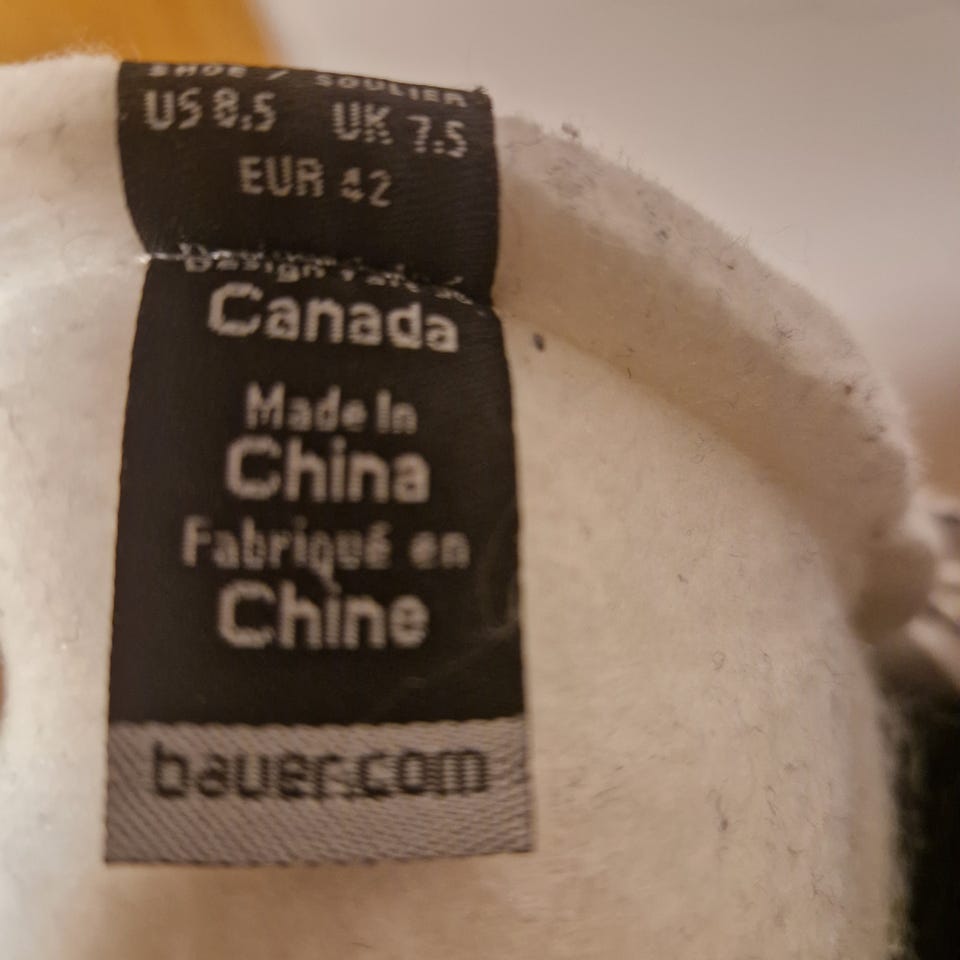 SHOE / SOULIER
US 8.5 UK 7.5
EUR 42
Canada
Made In
China
Fabriqué en
Chine
bauer.com